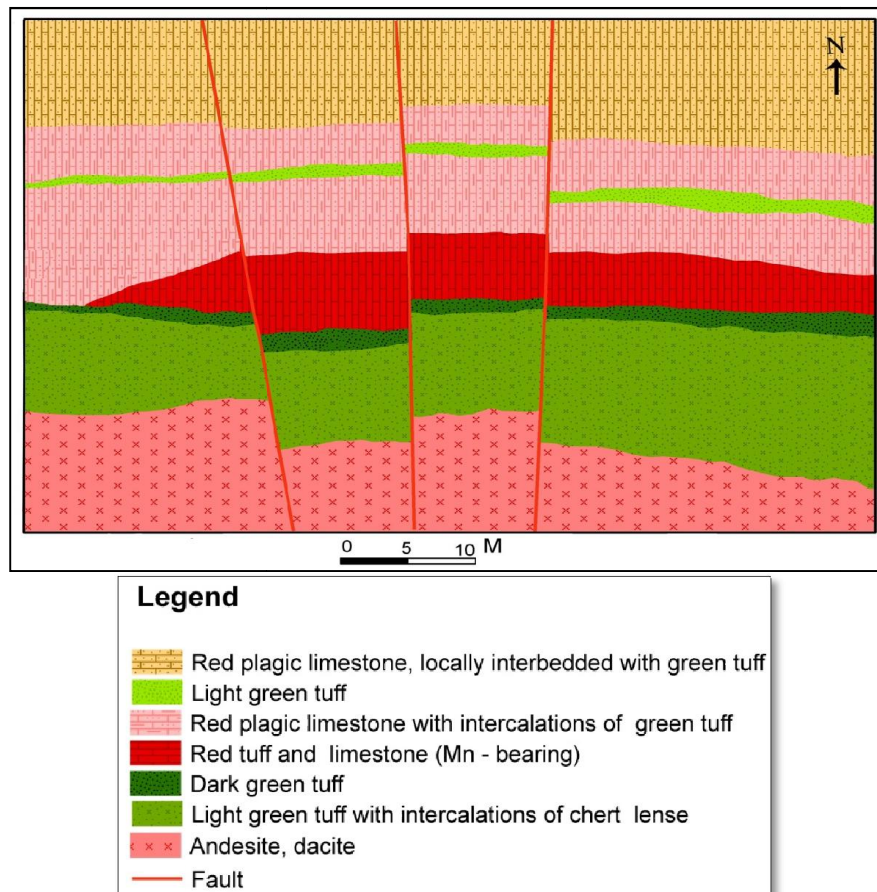 N
0 5 10 M
Legend
Red plagic limestone, locally interbedded with green tuff
Light green tuff
Red plagic limestone with intercalations of green tuff
Red tuff and limestone (Mn - bearing)
Dark green tuff
Light green tuff with intercalations of chert lense
Andesite, dacite
Fault